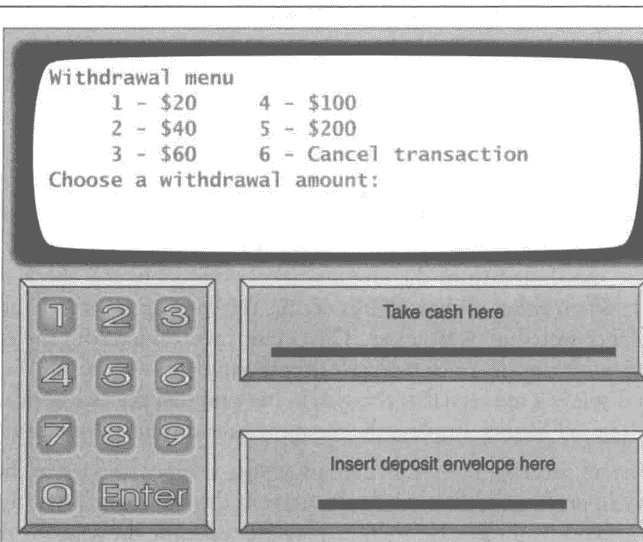 Withdrawal menu
1 - $20 4 - $100
2 - $40 5 - $200
3 - $60 6 - Cancel transaction
Choose a withdrawal amount:
1 2 3
4 5 6
7 8 9
0 Enter
Take cash here
Insert deposit envelope here